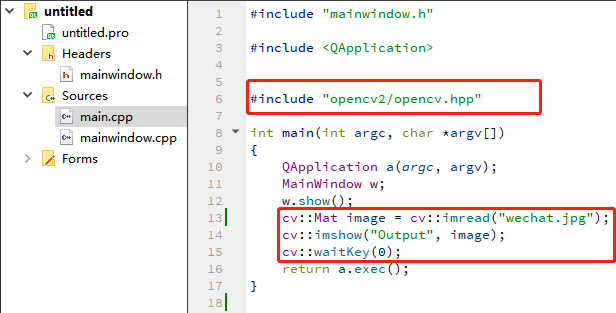 untitled
untitled.pro
Headers
mainwindow.h
Sources
main.cpp
mainwindow.cpp
Forms
1 #include "mainwindow.h"
2
3 #include <QApplication>
4
5
6 #include "opencv2/opencv.hpp"
7
8 int main(int argc, char *argv[])
9 {
10 QApplication a(argc, argv);
11 MainWindow w;
12 w.show();
13 cv::Mat image = cv::imread("wechat.jpg");
14 cv::imshow("Output", image);
15 cv::waitKey(0);
16 return a.exec();
17 }
18